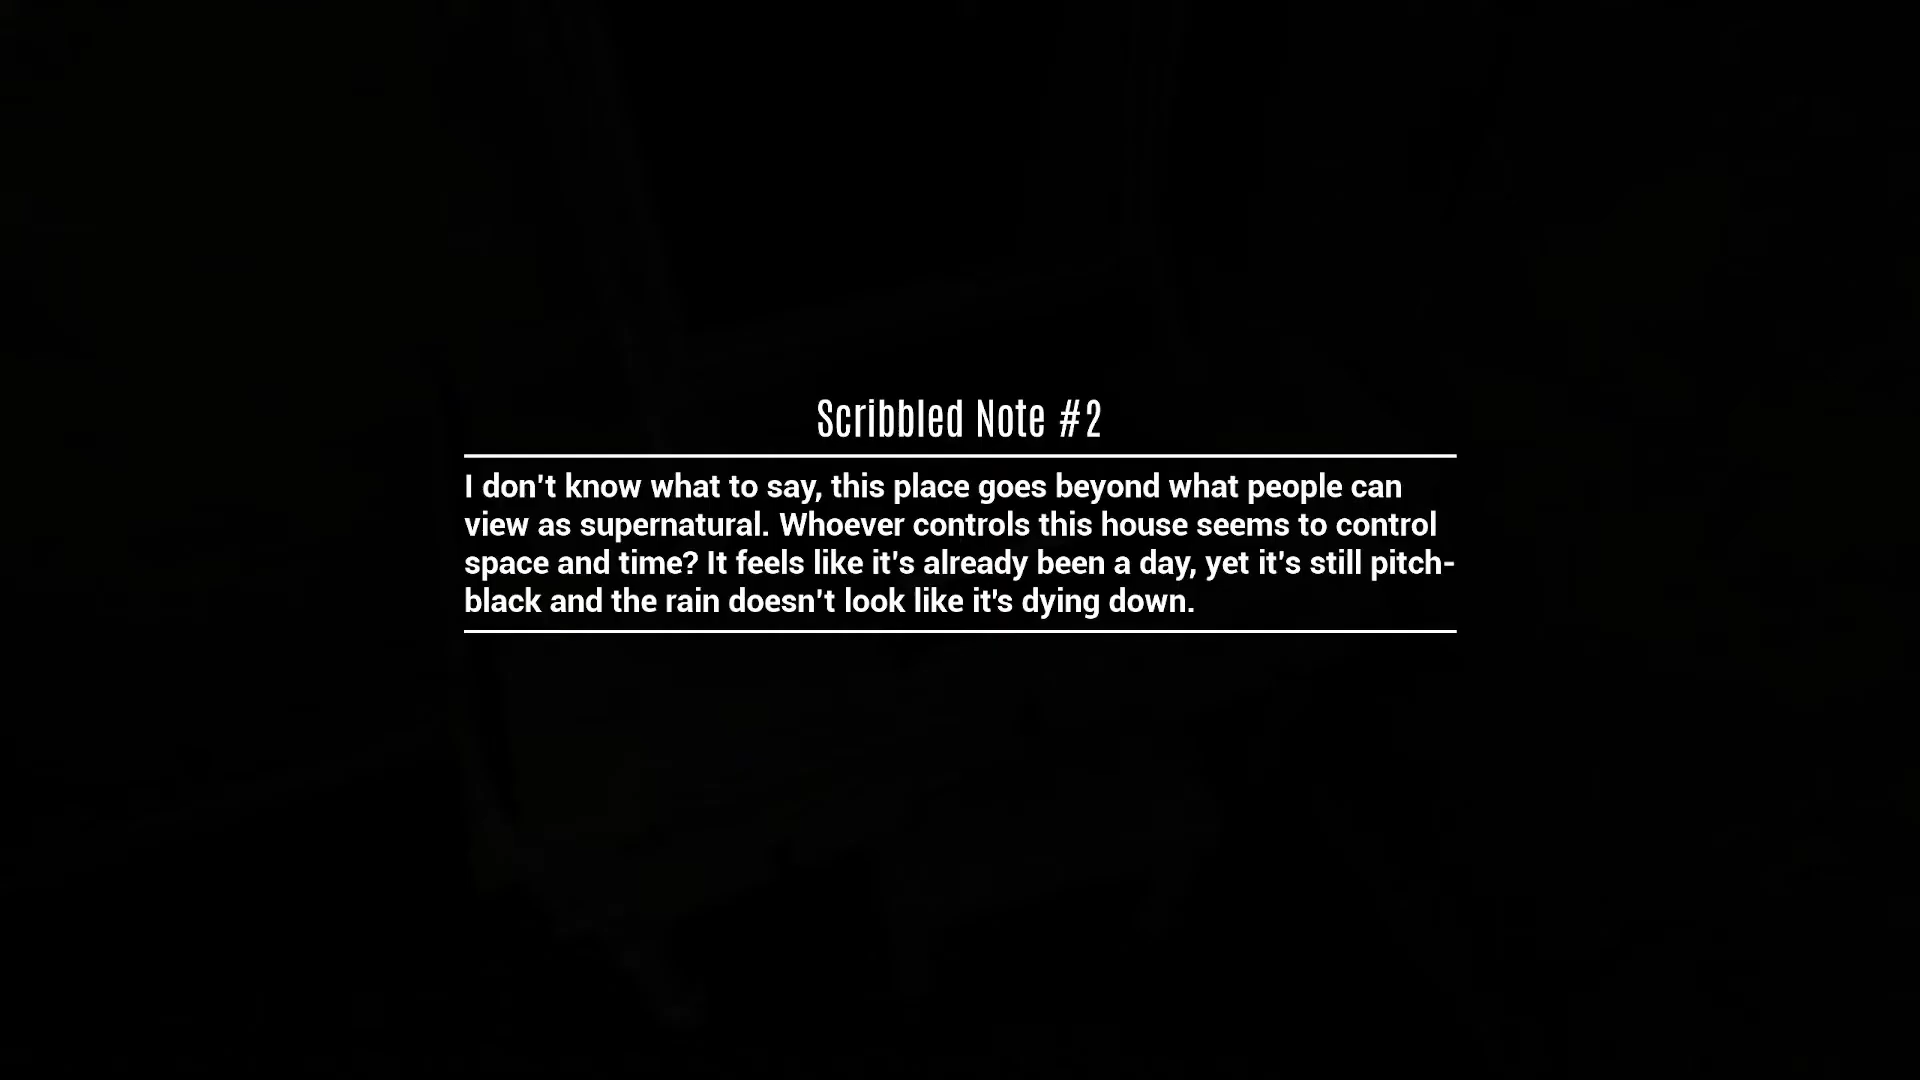 Scribbled Note #2
I don't know what to say, this place goes beyond what people can
view as supernatural. Whoever controls this house seems to control
space and time? It feels like it's already been a day, yet it's still pitch-
black and the rain doesn't look like it's dying down.